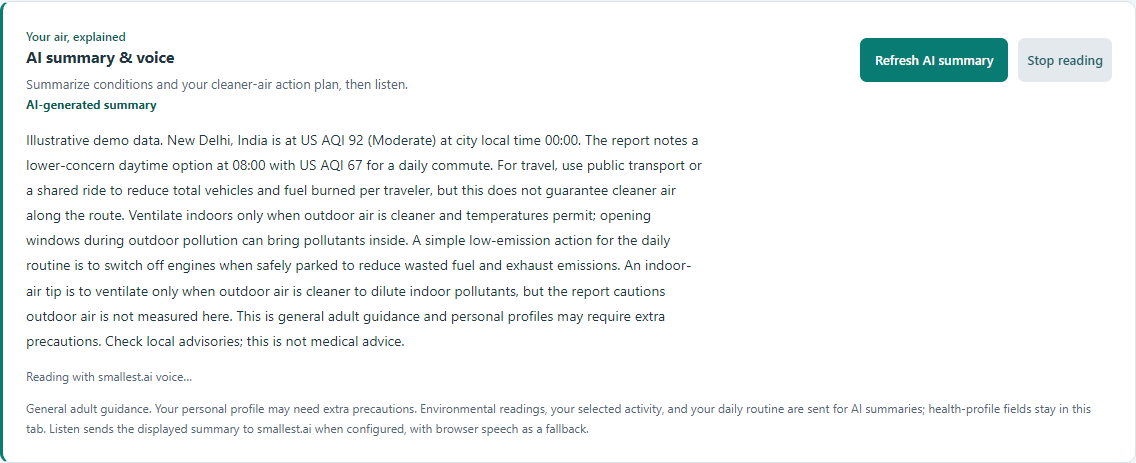 Your air, explained
AI summary & voice
Refresh AI summary
Stop reading
Summarize conditions and your cleaner-air action plan, then listen.
AI-generated summary
Illustrative demo data. New Delhi, India is at US AQI 92 (Moderate) at city local time 00:00. The report notes a
lower-concern daytime option at 08:00 with US AQI 67 for a daily commute. For travel, use public transport or
a shared ride to reduce total vehicles and fuel burned per traveler, but this does not guarantee cleaner air
along the route. Ventilate indoors only when outdoor air is cleaner and temperatures permit; opening
windows during outdoor pollution can bring pollutants inside. A simple low-emission action for the daily
routine is to switch off engines when safely parked to reduce wasted fuel and exhaust emissions. An indoor-
air tip is to ventilate only when outdoor air is cleaner to dilute indoor pollutants, but the report cautions
outdoor air is not measured here. This is general adult guidance and personal profiles may require extra
precautions. Check local advisories; this is not medical advice.
Reading with smallest.ai voice...
General adult guidance. Your personal profile may need extra precautions. Environmental readings, your selected activity, and your daily routine are sent for AI summaries; health-profile fields stay in this
tab. Listen sends the displayed summary to smallest.ai when configured, with browser speech as a fallback.